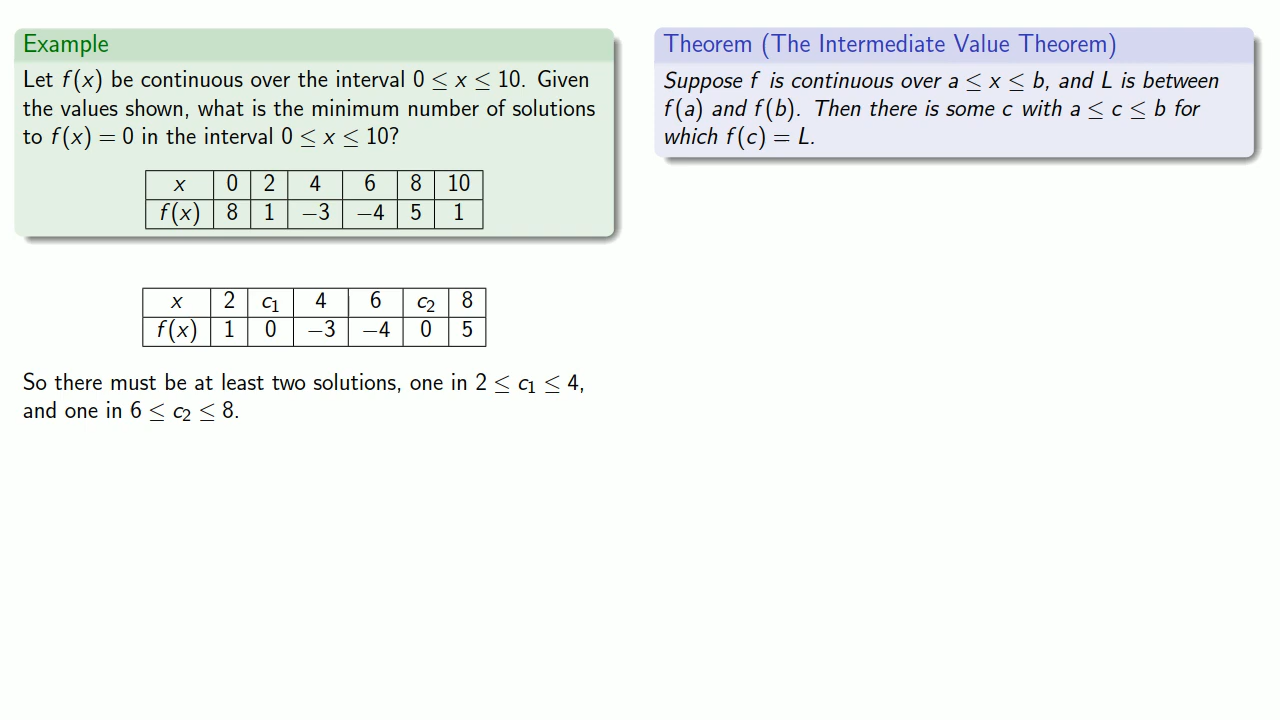 Example
Let f(x) be continuous over the interval 0 ≤ x ≤ 10. Given
the values shown, what is the minimum number of solutions
to f(x) = 0 in the interval 0 ≤ x ≤ 10?
x 0 2 4 6 8 10
f(x) 8 1 −3 −4 5 1
x 2 c₁ 4 6 c₂ 8
f(x) 1 0 −3 −4 0 5
So there must be at least two solutions, one in 2 ≤ c₁ ≤ 4,
and one in 6 ≤ c₂ ≤ 8.
Theorem (The Intermediate Value Theorem)
Suppose f is continuous over a ≤ x ≤ b, and L is between
f(a) and f(b). Then there is some c with a ≤ c ≤ b for
which f(c) = L.